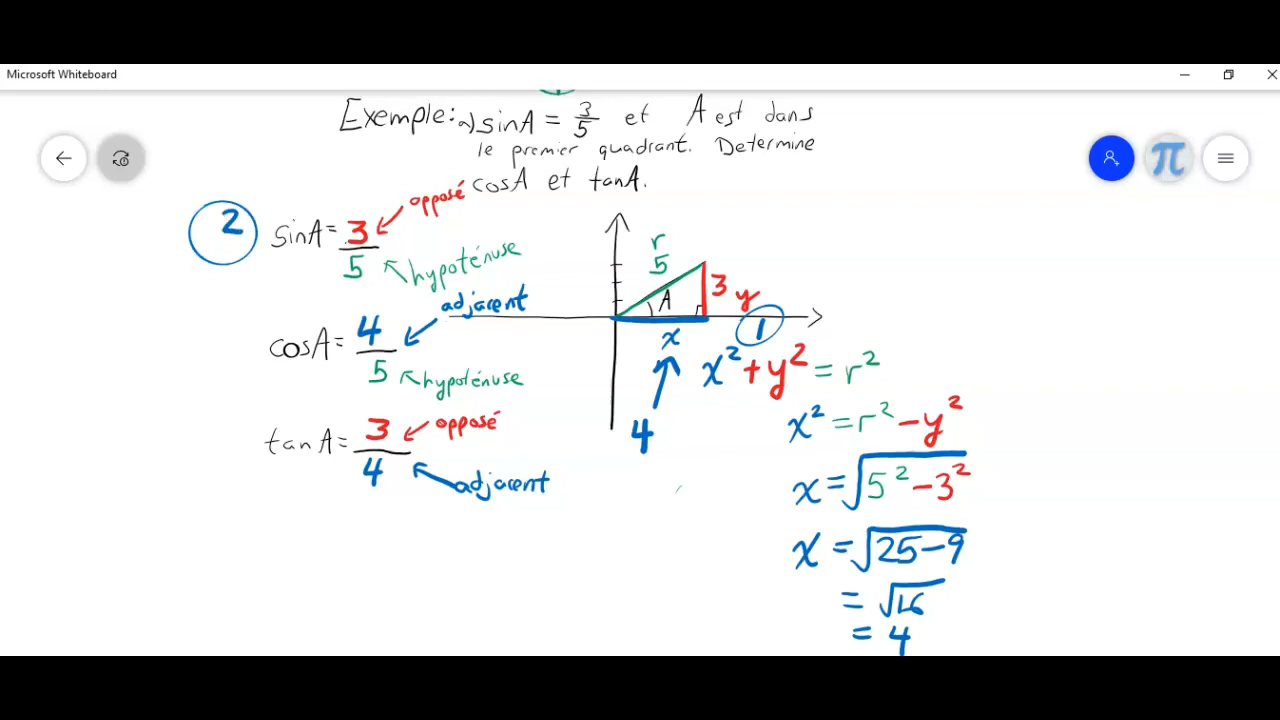 Microsoft Whiteboard
Exemple: a) sinA = 3/5 et A est dans
le premier quadrant. Determine
cosA et tanA.
2
sinA = 3/5
opposé
hypoténuse
cosA = 4/5
adjacent
hypoténuse
tanA = 3/4
opposé
adjacent
r
5
A
3 y
x
4
1
x² + y² = r²
x² = r² - y²
x = √5² - 3²
x = √25 - 9
= √16
= 4
π